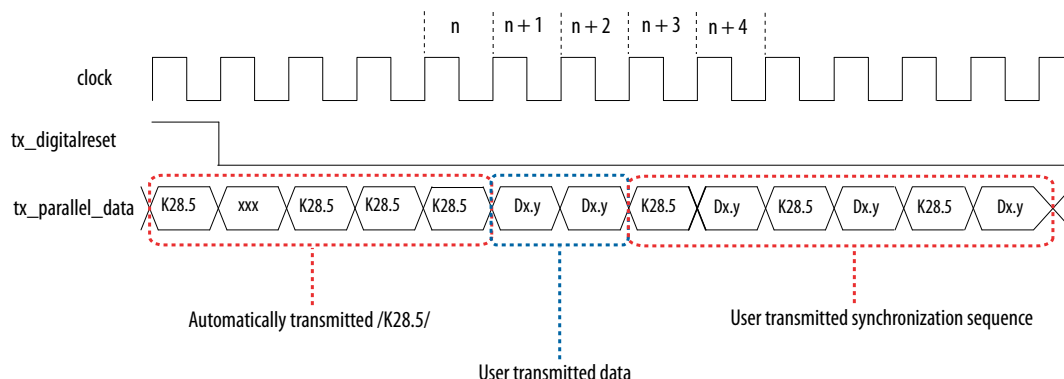 n n + 1 n + 2 n + 3 n + 4
clock
tx_digitalreset
tx_parallel_data K28.5 xxx K28.5 K28.5 K28.5 Dx.y Dx.y K28.5 Dx.y K28.5 Dx.y K28.5 Dx.y
Automatically transmitted /K28.5/ User transmitted synchronization sequence
User transmitted data